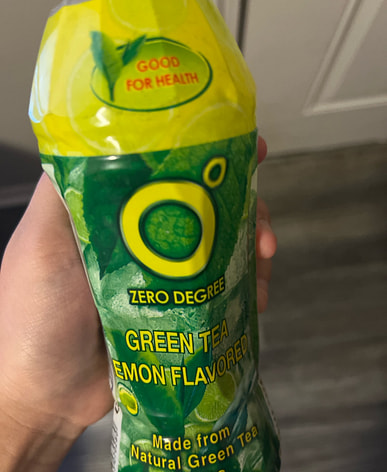 GOOD
FOR HEALTH
ZERO DEGREE
GREEN TEA
EMON FLAVORED
Made from
Natural Green Tea